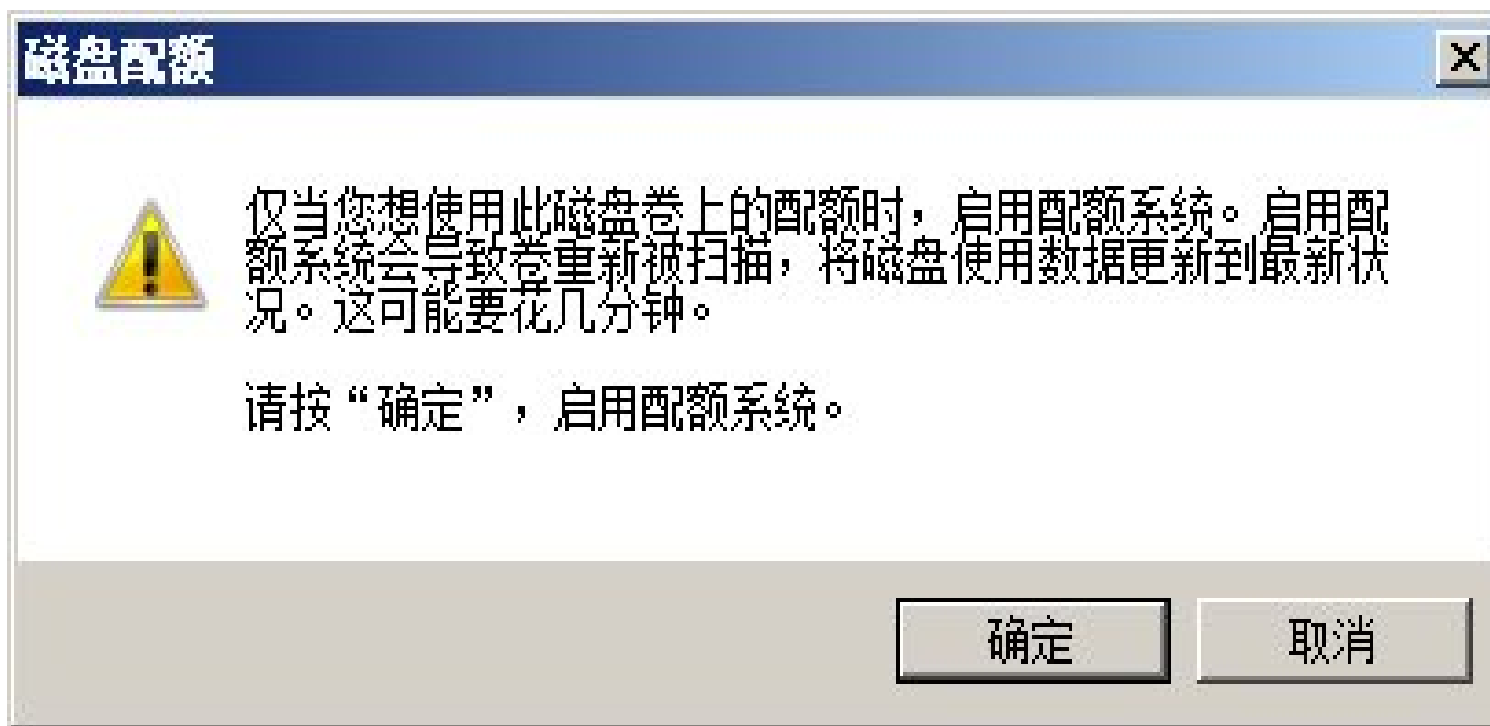 磁盘配额
仅当您想使用此磁盘卷上的配额时，启用配额系统。启用配
额系统会导致卷重新被扫描，将磁盘使用数据更新到最新状
况。这可能要花几分钟。
请按“确定”，启用配额系统。
确定
取消